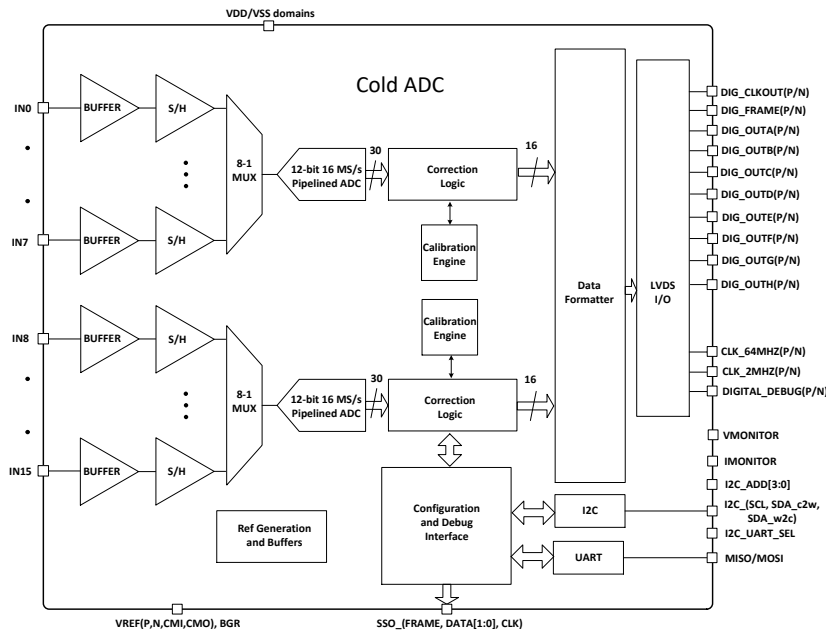 VDD/VSS domains
Cold ADC
IN0
BUFFER
S/H
8-1
MUX
12-bit 16 MS/s
Pipelined ADC
30
Correction
Logic
16
IN7
BUFFER
S/H
Calibration
Engine
IN8
BUFFER
S/H
8-1
MUX
12-bit 16 MS/s
Pipelined ADC
30
Calibration
Engine
Correction
Logic
16
IN15
BUFFER
S/H
Ref Generation
and Buffers
Configuration
and Debug
Interface
I2C
UART
Data
Formatter
LVDS
I/O
DIG_CLKOUT(P/N)
DIG_FRAME(P/N)
DIG_OUTA(P/N)
DIG_OUTB(P/N)
DIG_OUTC(P/N)
DIG_OUTD(P/N)
DIG_OUTE(P/N)
DIG_OUTF(P/N)
DIG_OUTG(P/N)
DIG_OUTH(P/N)
CLK_64MHZ(P/N)
CLK_2MHZ(P/N)
DIGITAL_DEBUG(P/N)
VMONITOR
IMONITOR
I2C_ADD[3:0]
I2C_(SCL, SDA_c2w,
SDA_w2c)
I2C_UART_SEL
MISO/MOSI
VREF(P,N,CMI,CMO), BGR
SSO_(FRAME, DATA[1:0], CLK)